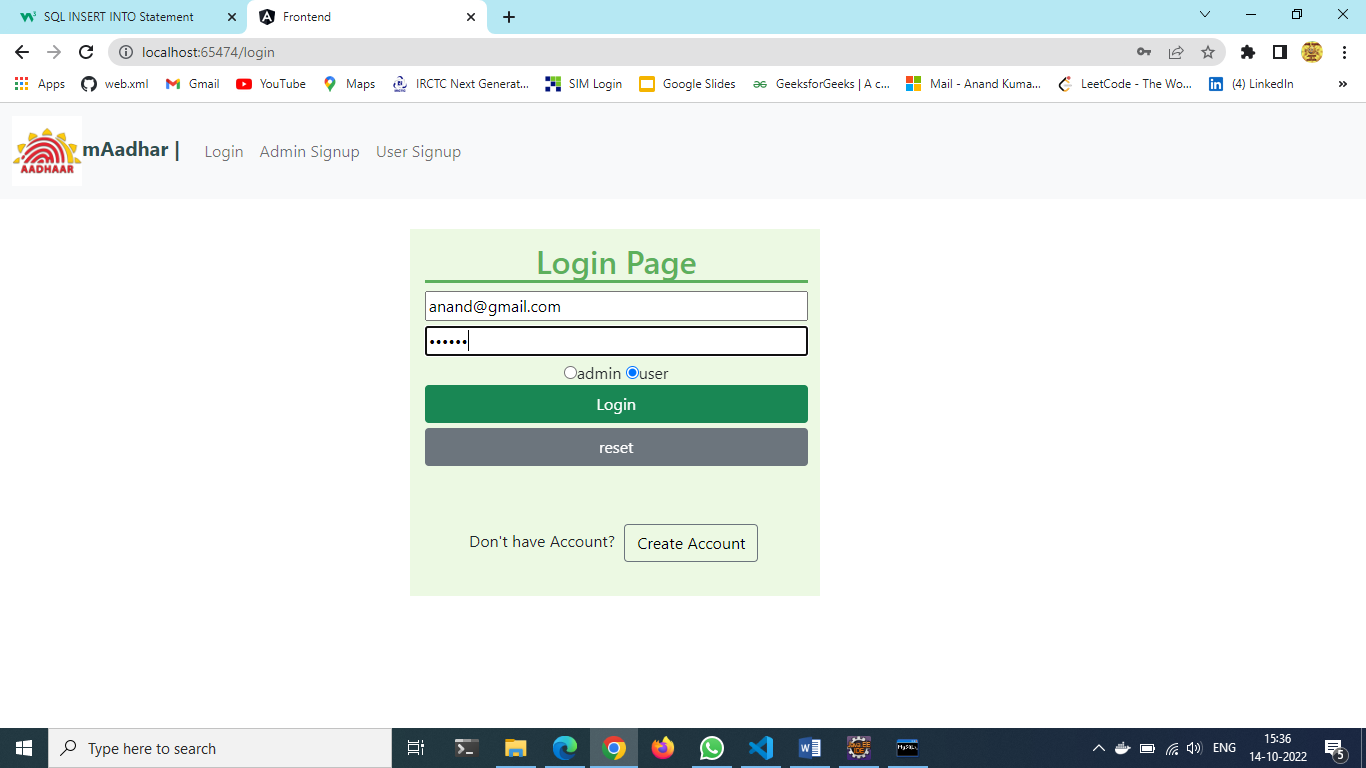 SQL INSERT INTO Statement
Frontend
localhost:65474/login
Apps
web.xml
Gmail
YouTube
Maps
IRCTC Next Generat...
SIM Login
Google Slides
GeeksforGeeks | A c...
Mail - Anand Kuma...
LeetCode - The Wo...
(4) LinkedIn
»
AADHAAR
mAadhar |
Login
Admin Signup
User Signup
Login Page
anand@gmail.com
••••••
admin user
Login
reset
Don't have Account?
Create Account
Type here to search
ENG
15:36
14-10-2022
5